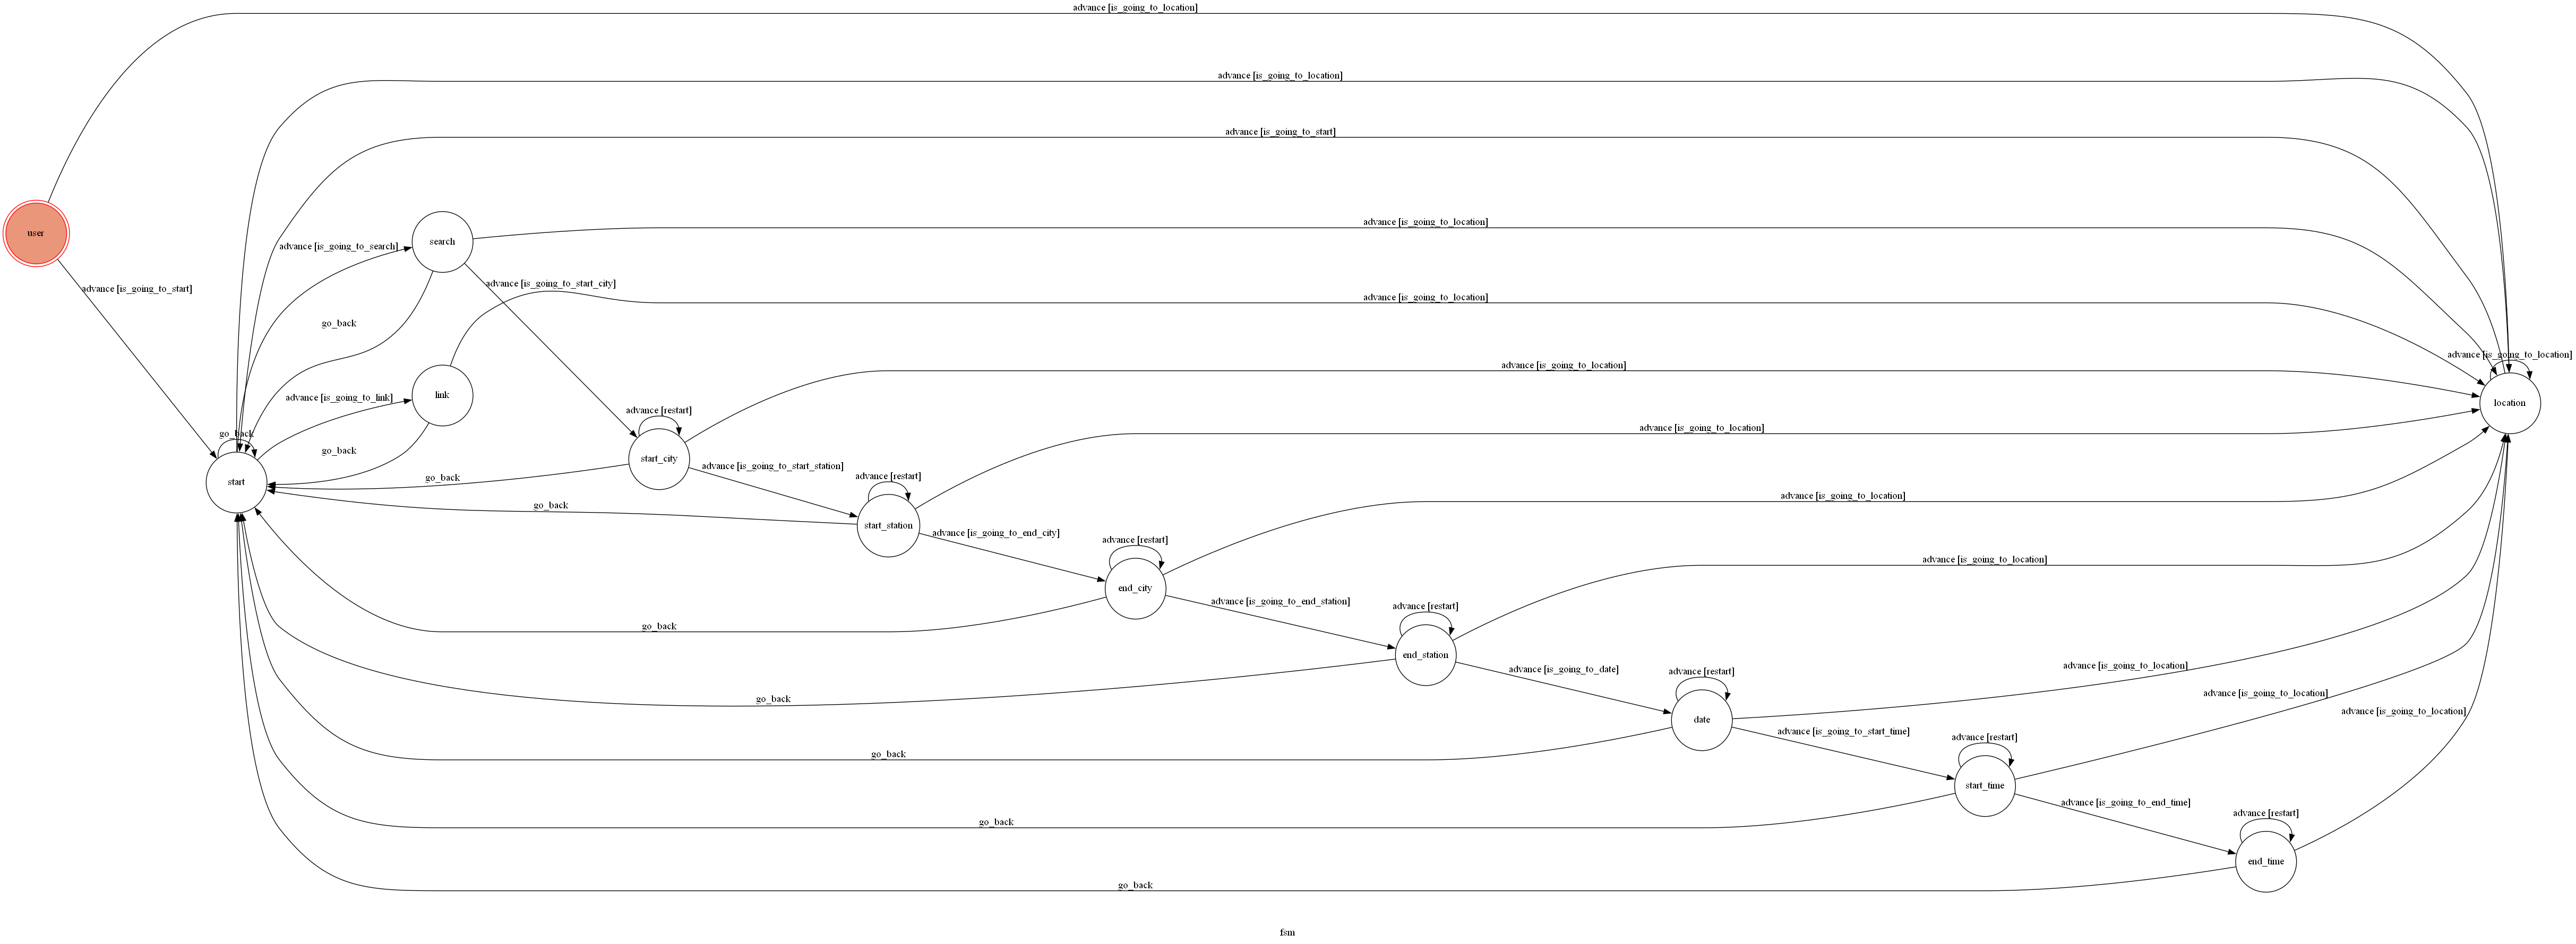 advance [is_going_to_location]
advance [is_going_to_location]
advance [is_going_to_start]
advance [is_going_to_location]
user
search
advance [is_going_to_search]
advance [is_going_to_start_city]
advance [is_going_to_start]
advance [is_going_to_location]
go_back
advance [is_going_to_location]
advance [is_going_to_location]
link
advance [is_going_to_link]
location
advance [restart]
advance [is_going_to_location]
go_back
go_back
start_city
advance [is_going_to_start_station]
go_back
advance [restart]
start
advance [is_going_to_location]
go_back
start_station
advance [is_going_to_end_city]
advance [restart]
advance [is_going_to_location]
end_city
advance [is_going_to_end_station]
advance [restart]
go_back
end_station
advance [is_going_to_date]
advance [restart]
advance [is_going_to_location]
advance [is_going_to_location]
go_back
advance [is_going_to_location]
date
advance [is_going_to_start_time]
advance [restart]
go_back
start_time
advance [is_going_to_end_time]
advance [restart]
go_back
end_time
go_back
fsm